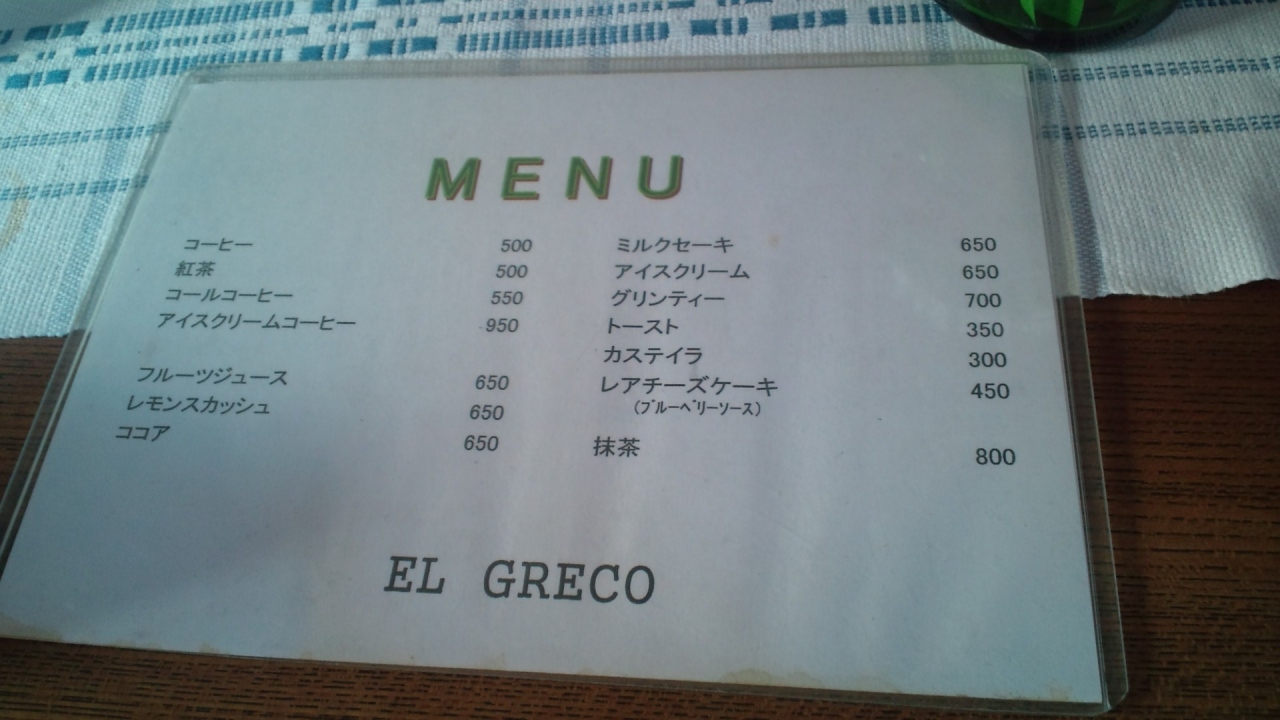 MENU
コーヒー 500
紅茶 500
コールコーヒー 550
アイスクリームコーヒー 950
フルーツジュース 650
レモンスカッシュ 650
ココア 650
ミルクセーキ 650
アイスクリーム 650
グリンティー 700
トースト 350
カステイラ 300
レアチーズケーキ 450
(ブルーベリーソース)
抹茶 800
EL GRECO